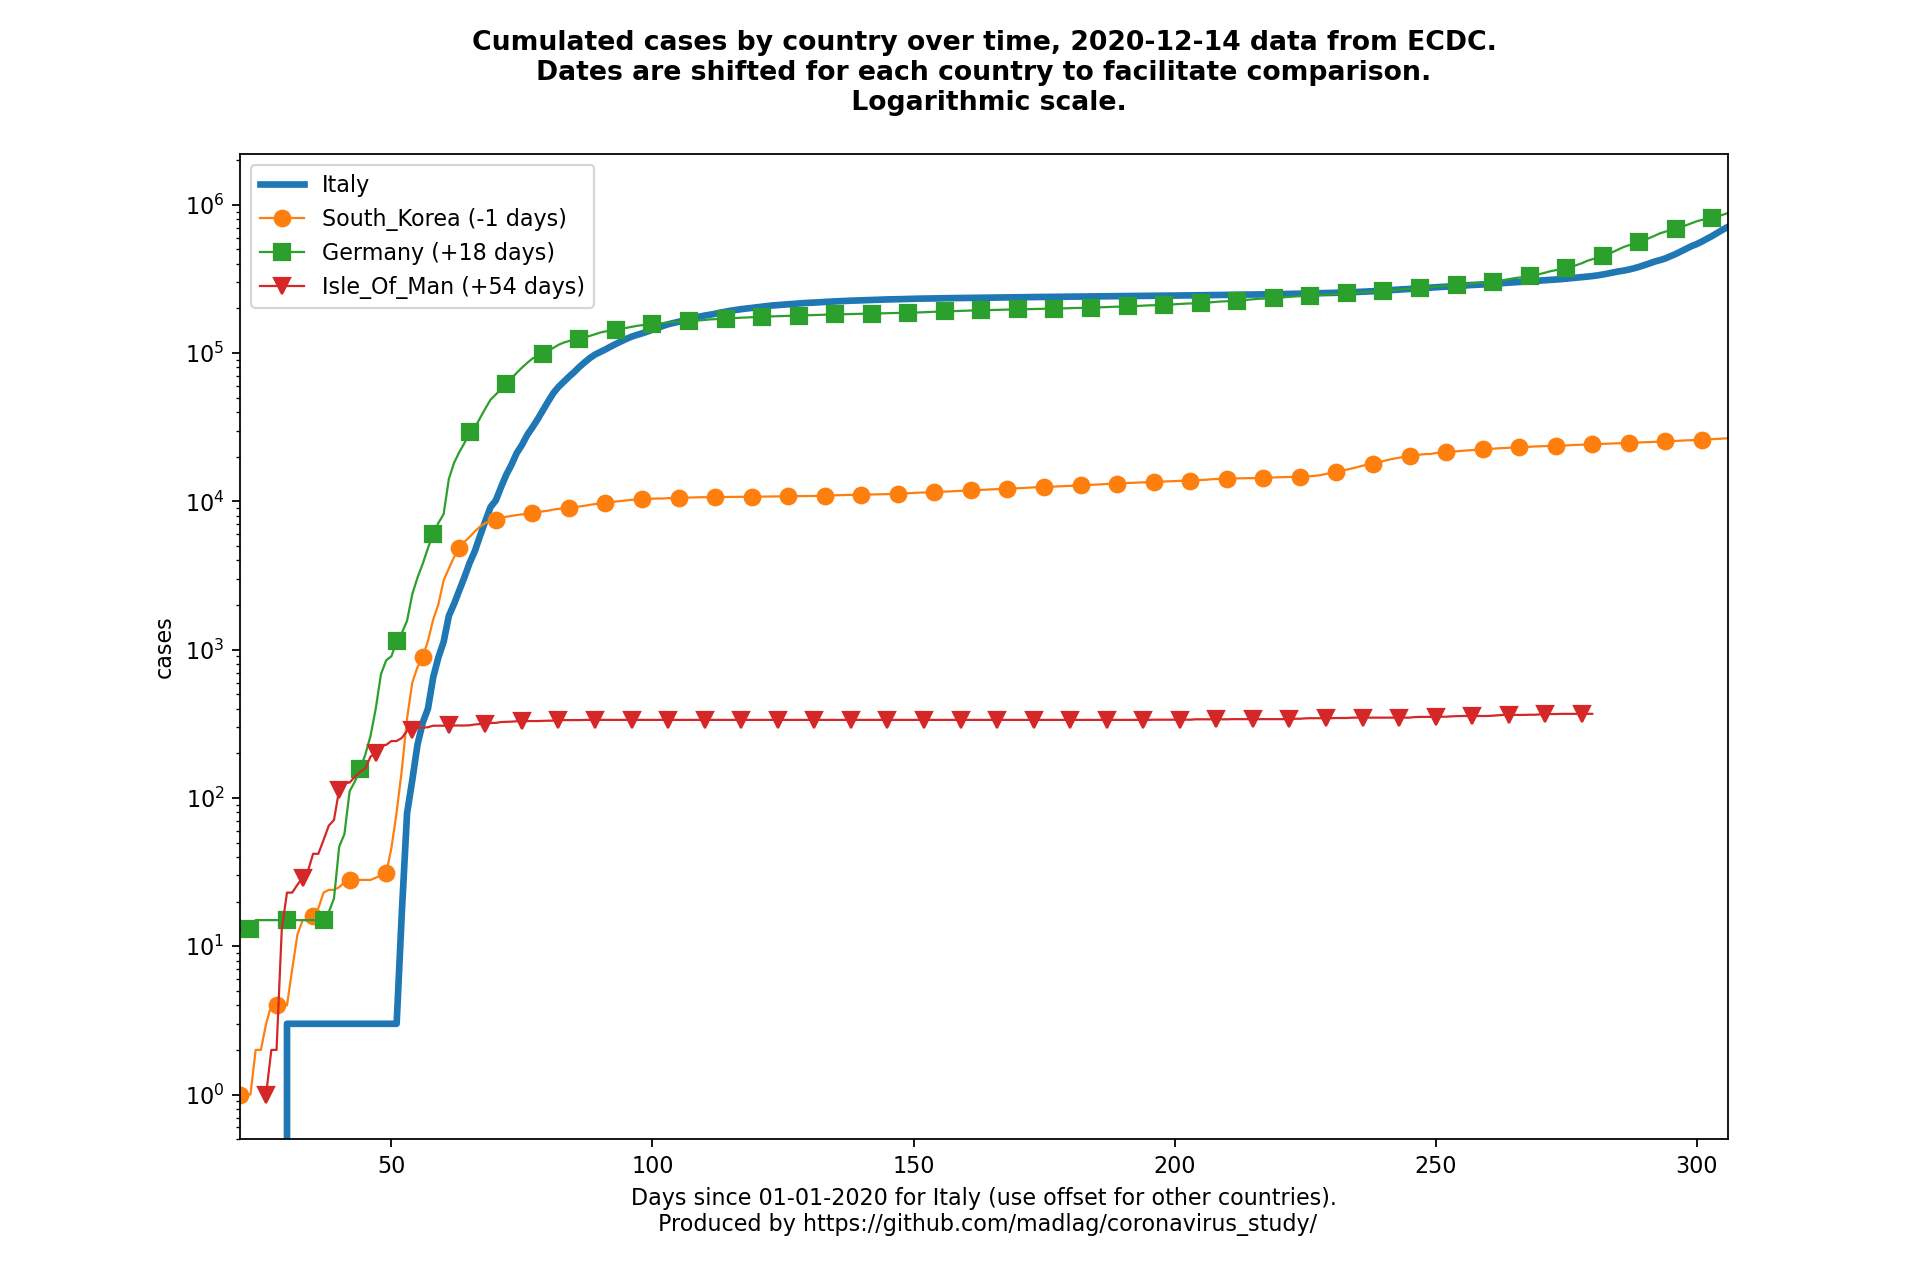 Cumulated cases by country over time, 2020-12-14 data from ECDC.
Dates are shifted for each country to facilitate comparison.
Logarithmic scale.
Italy
South_Korea (-1 days)
Germany (+18 days)
Isle_Of_Man (+54 days)
10^6
10^5
10^4
10^3
10^2
10^1
10^0
cases
50 100 150 200 250 300
Days since 01-01-2020 for Italy (use offset for other countries).
Produced by https://github.com/madlag/coronavirus_study/